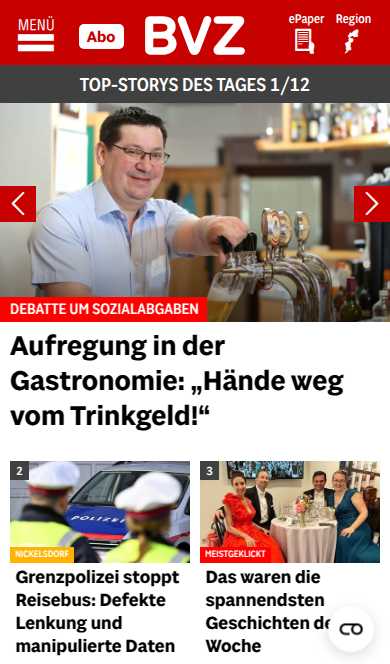 MENÜ
Abo
BVZ
ePaper
Region
TOP-STORYS DES TAGES 1/12
DEBATTE UM SOZIALABGABEN
Aufregung in der
Gastronomie: „Hände weg
vom Trinkgeld!“
2
POLIZEI
NICKELSDORF
Grenzpolizei stoppt
Reisebus: Defekte
Lenkung und
manipulierte Daten
3
MEISTGEKLICKT
Das waren die
spannendsten
Geschichten de
Woche